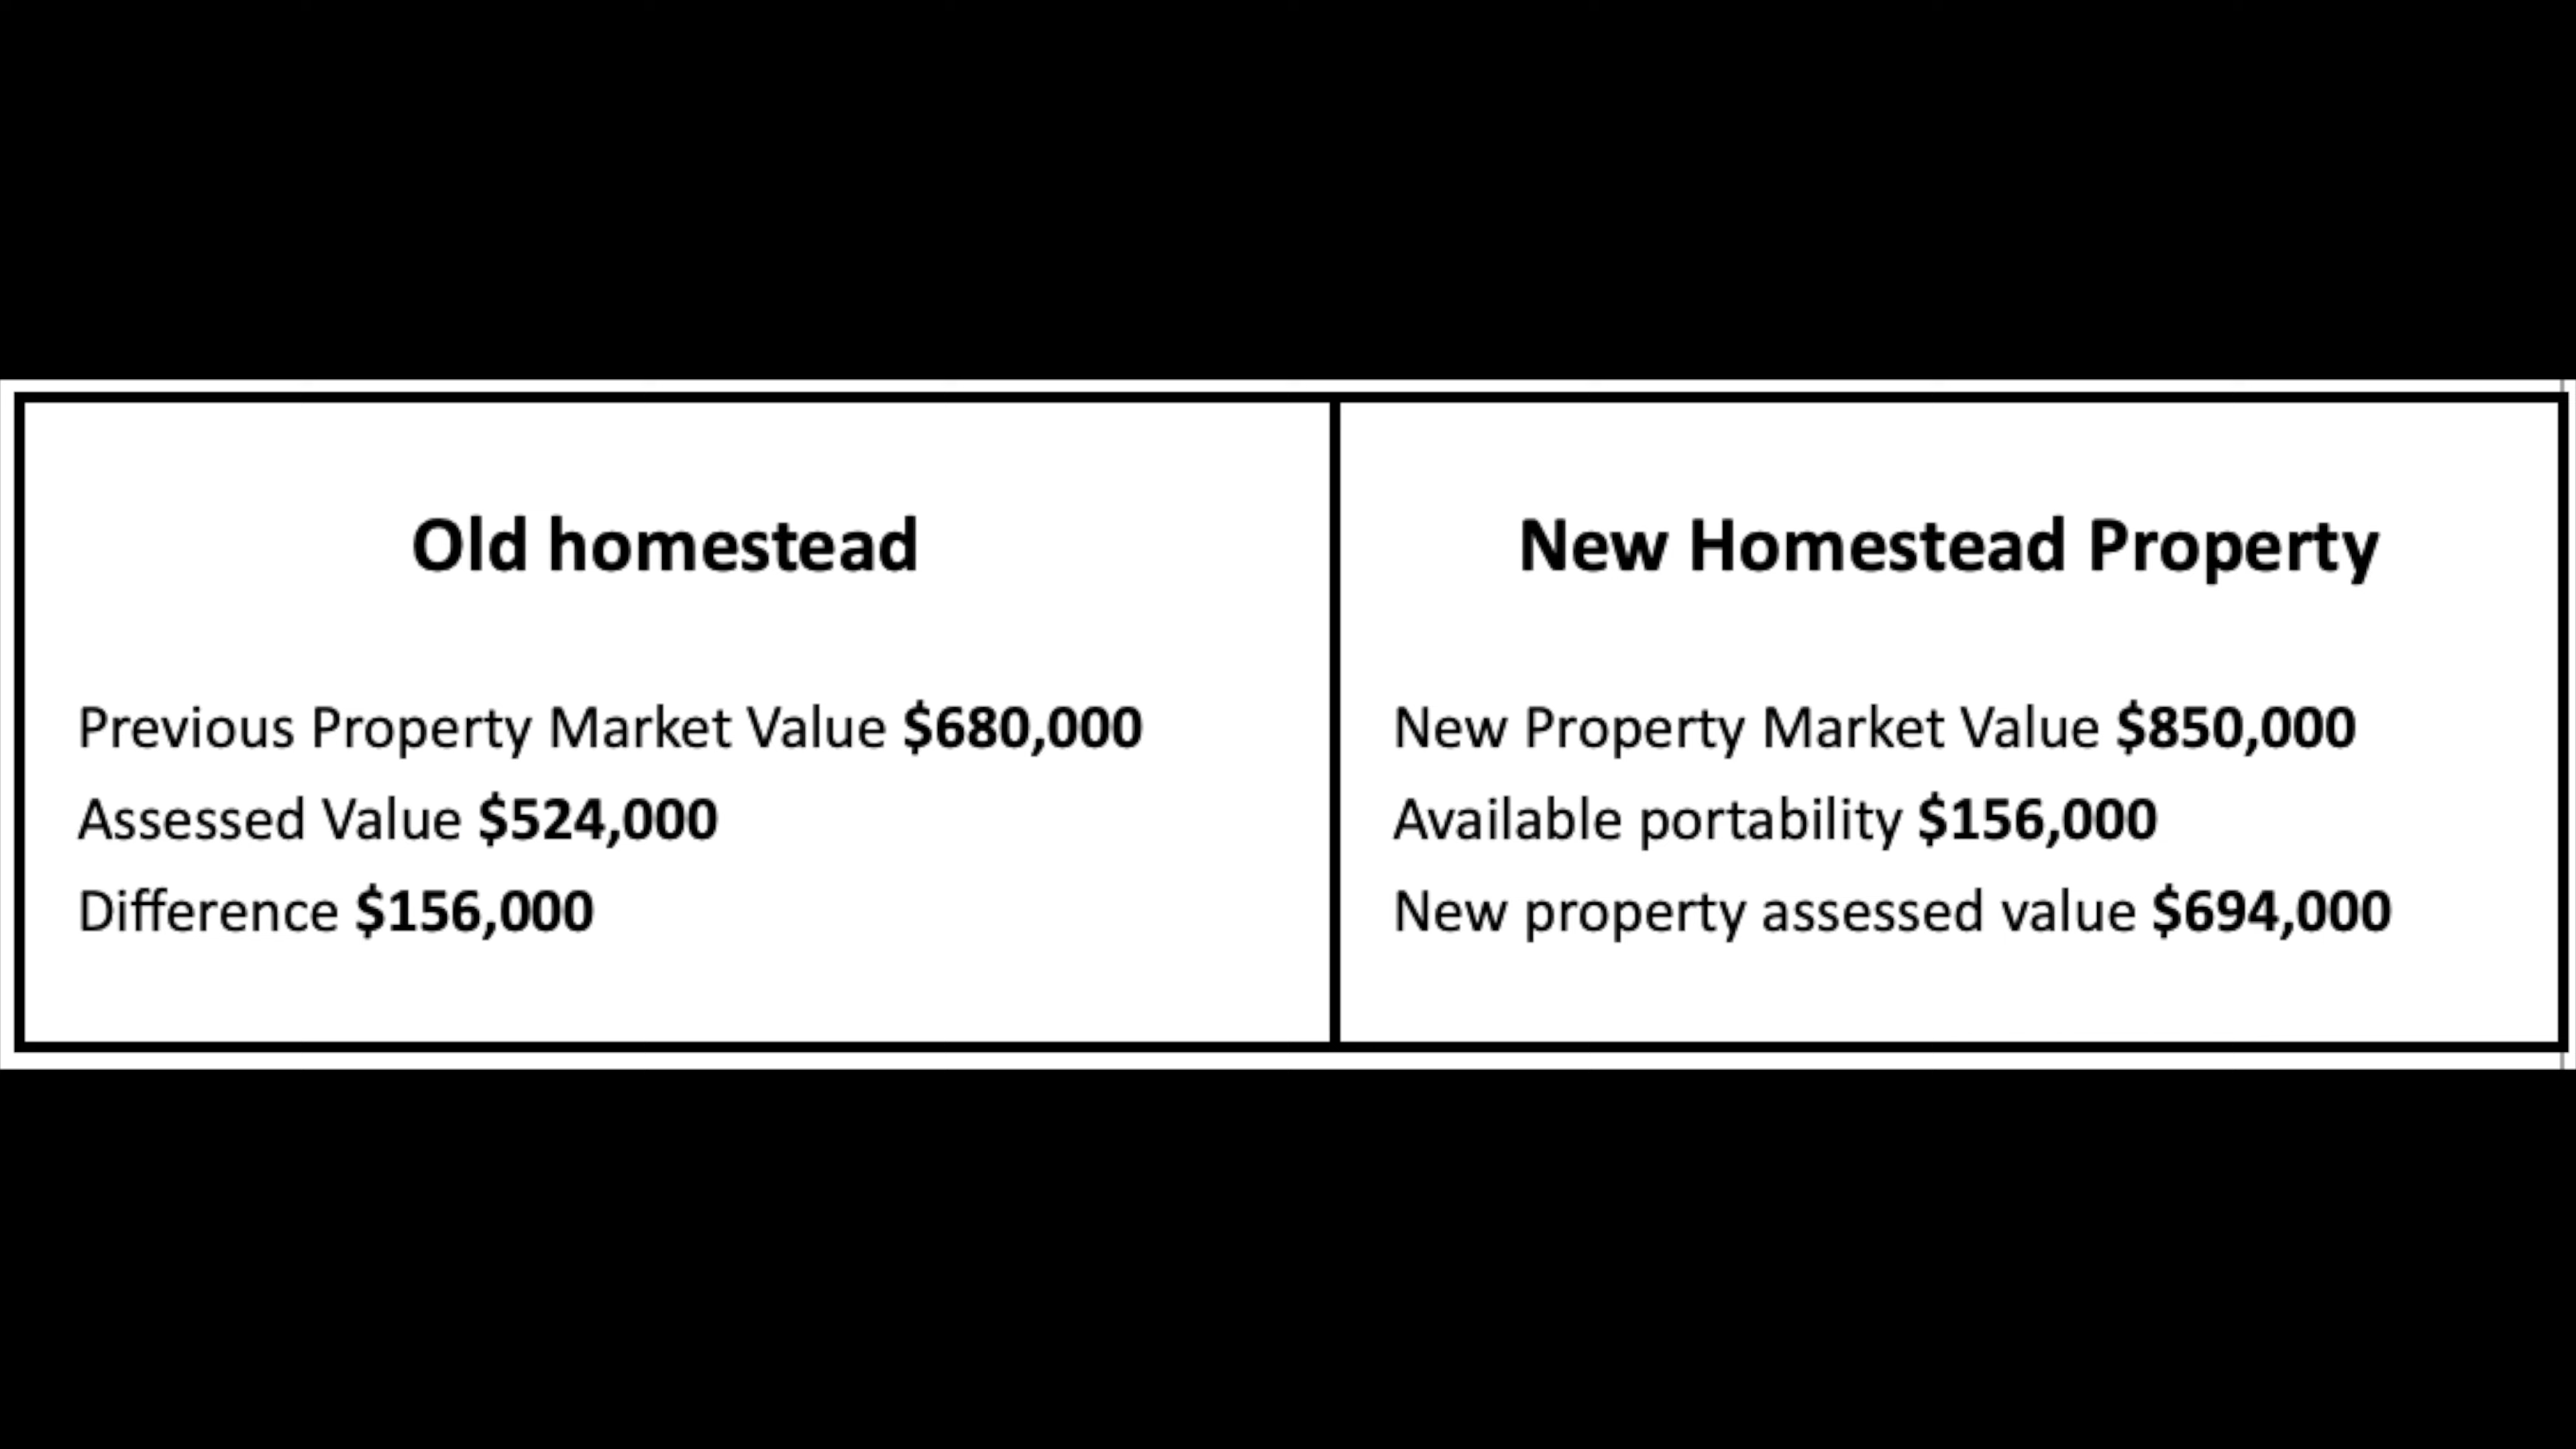 Old homestead
Previous Property Market Value $680,000
Assessed Value $524,000
Difference $156,000
New Homestead Property
New Property Market Value $850,000
Available portability $156,000
New property assessed value $694,000